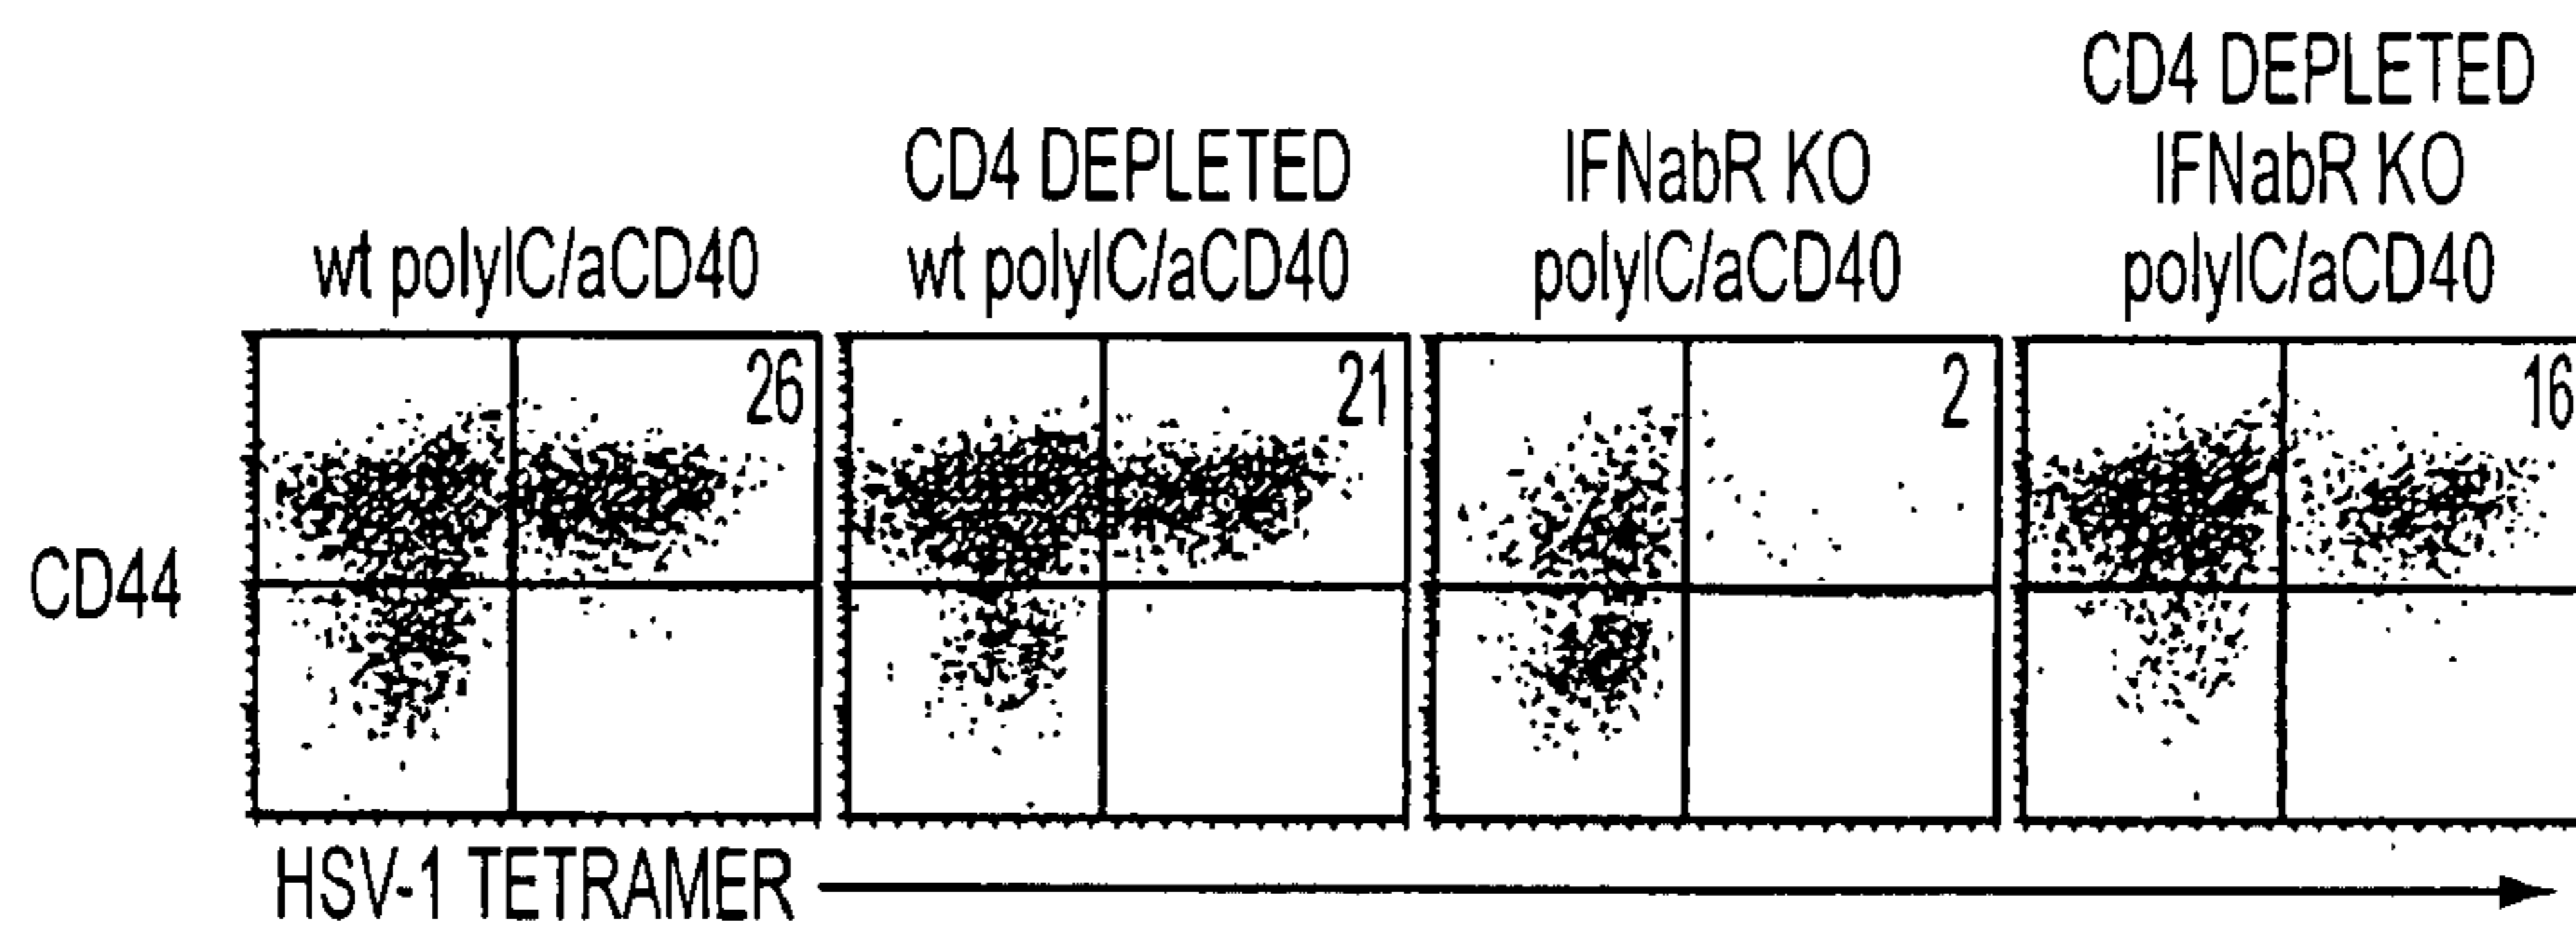 wt polyIC/aCD40
CD4 DEPLETED
wt polyIC/aCD40
IFNabR KO
polyIC/aCD40
CD4 DEPLETED
IFNabR KO
polyIC/aCD40
26
21
2
16
CD44
HSV-1 TETRAMER